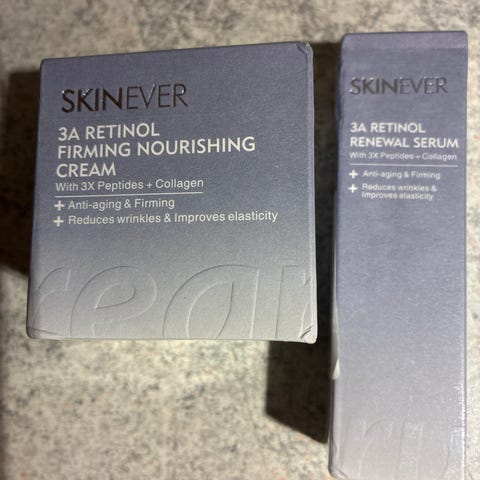 SKINEVER
3A RETINOL
FIRMING NOURISHING
CREAM
With 3X Peptides + Collagen
+ Anti-aging & Firming
+ Reduces wrinkles & Improves elasticity
cream
SKINEVER
3A RETINOL
RENEWAL SERUM
With 3X Peptides + Collagen
+ Anti-aging & Firming
+ Reduces wrinkles &
Improves elasticity